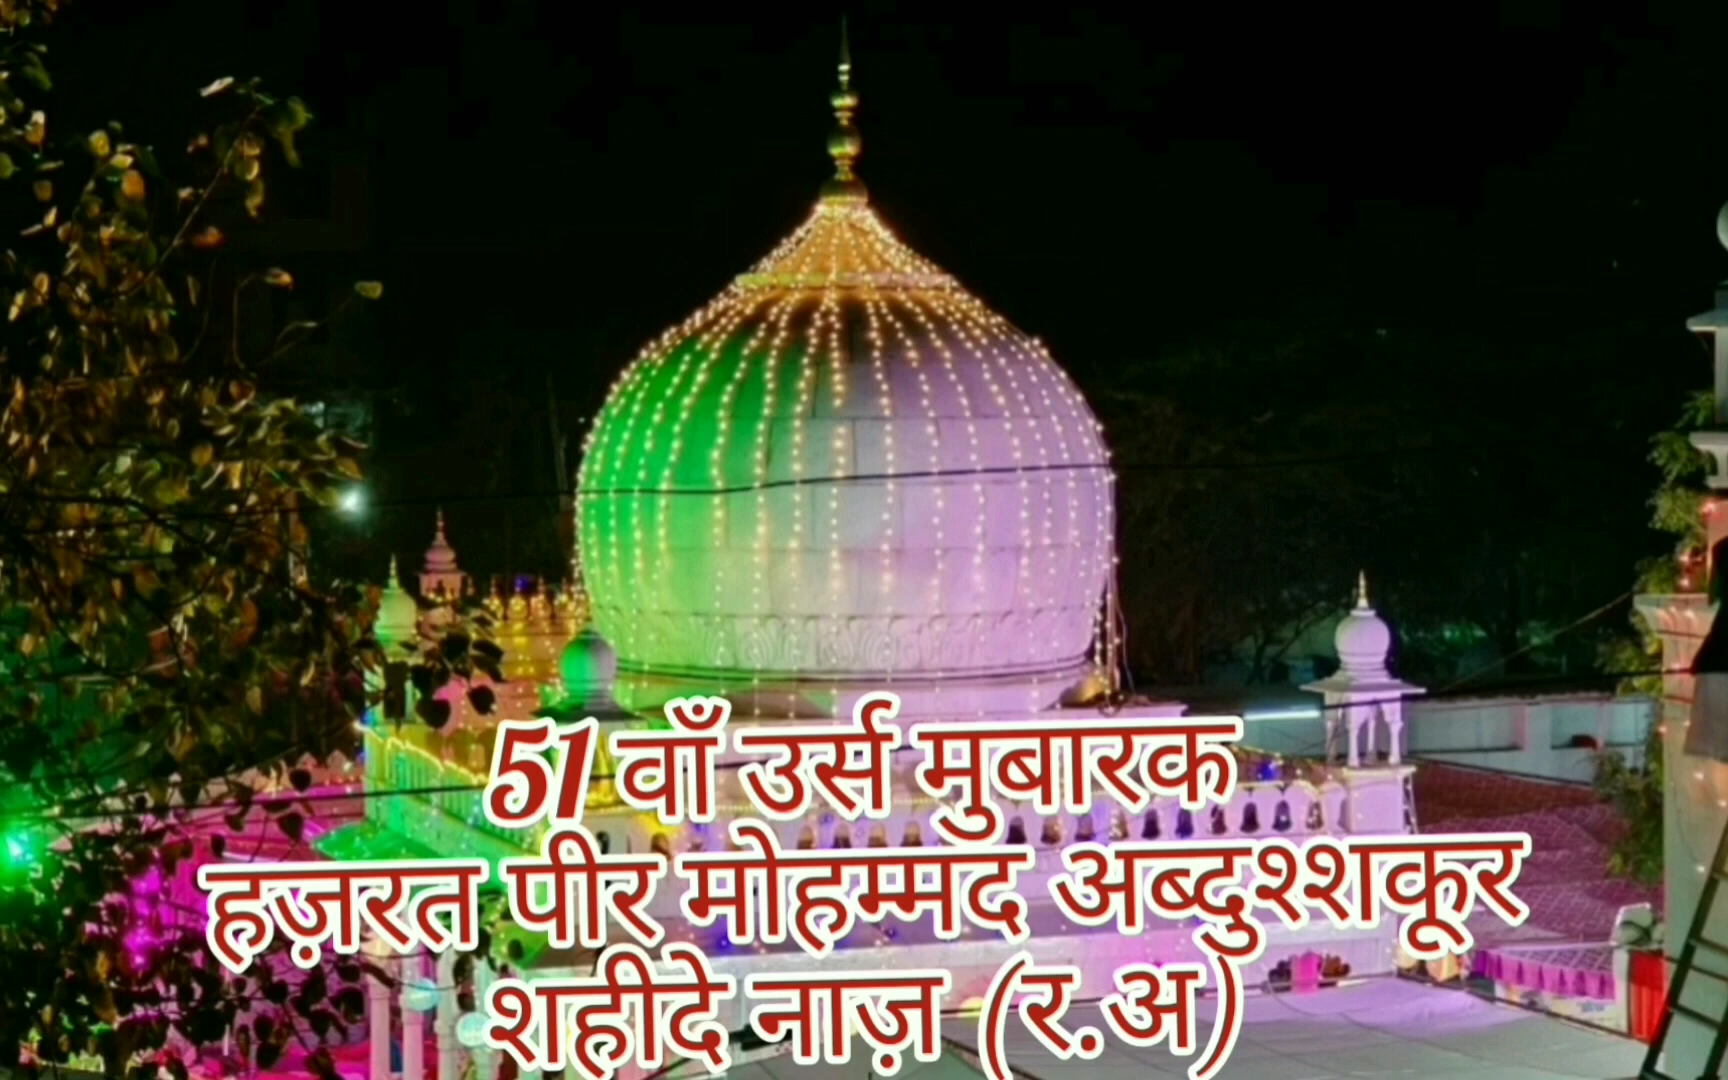 51 वाँ उर्स मुबारक
हज़रत पीर मोहम्मद अब्दुश्शकूर
शहीदे नाज़ (र.अ)